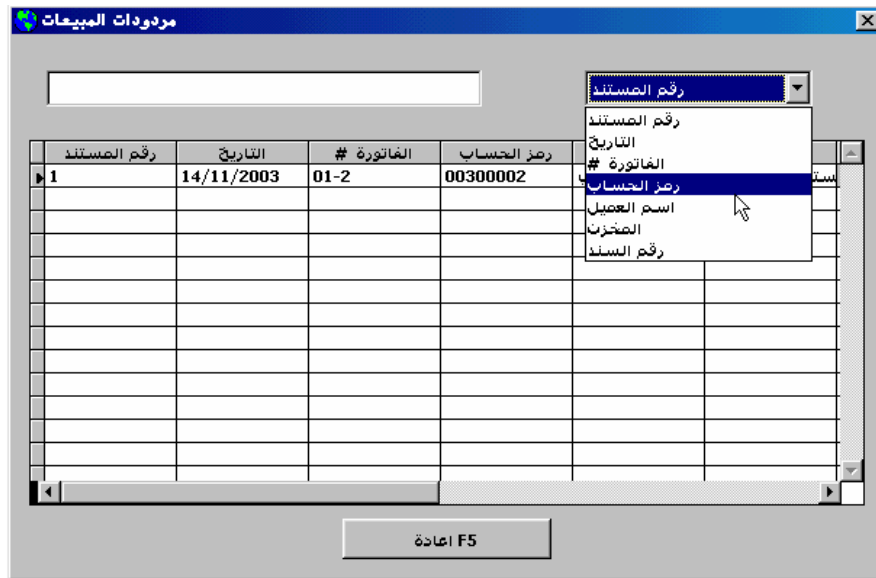 مردودات المبيعات
رقم المستند
رقم المستند
التاريخ
الفاتورة #
رمز الحساب
اسم العميل
المخزن
رقم السند
رقم المستند التاريخ الفاتورة # رمز الحساب
1 14/11/2003 01-2 00300002
اعادة F5